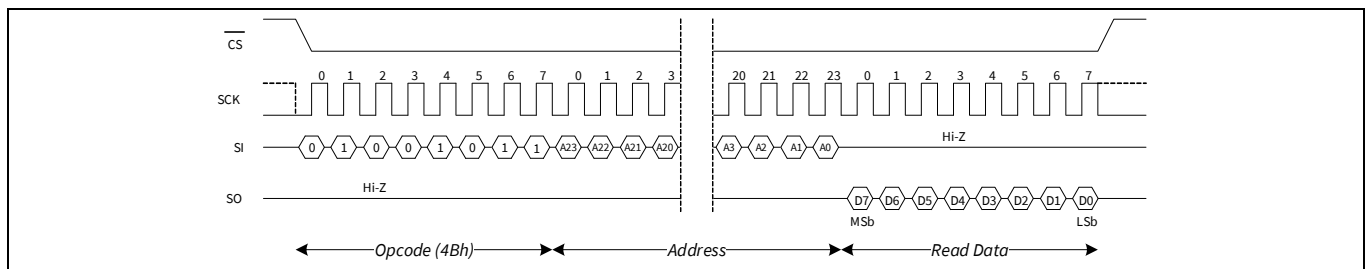 CS
0 1 2 3 4 5 6 7 0 1 2 3 20 21 22 23 0 1 2 3 4 5 6 7
SCK
Hi-Z
SI 0 1 0 0 1 0 1 1 A23 A22 A21 A20 A3 A2 A1 A0
Hi-Z
SO D7 D6 D5 D4 D3 D2 D1 D0
MSb LSb
Opcode (4Bh) Address Read Data